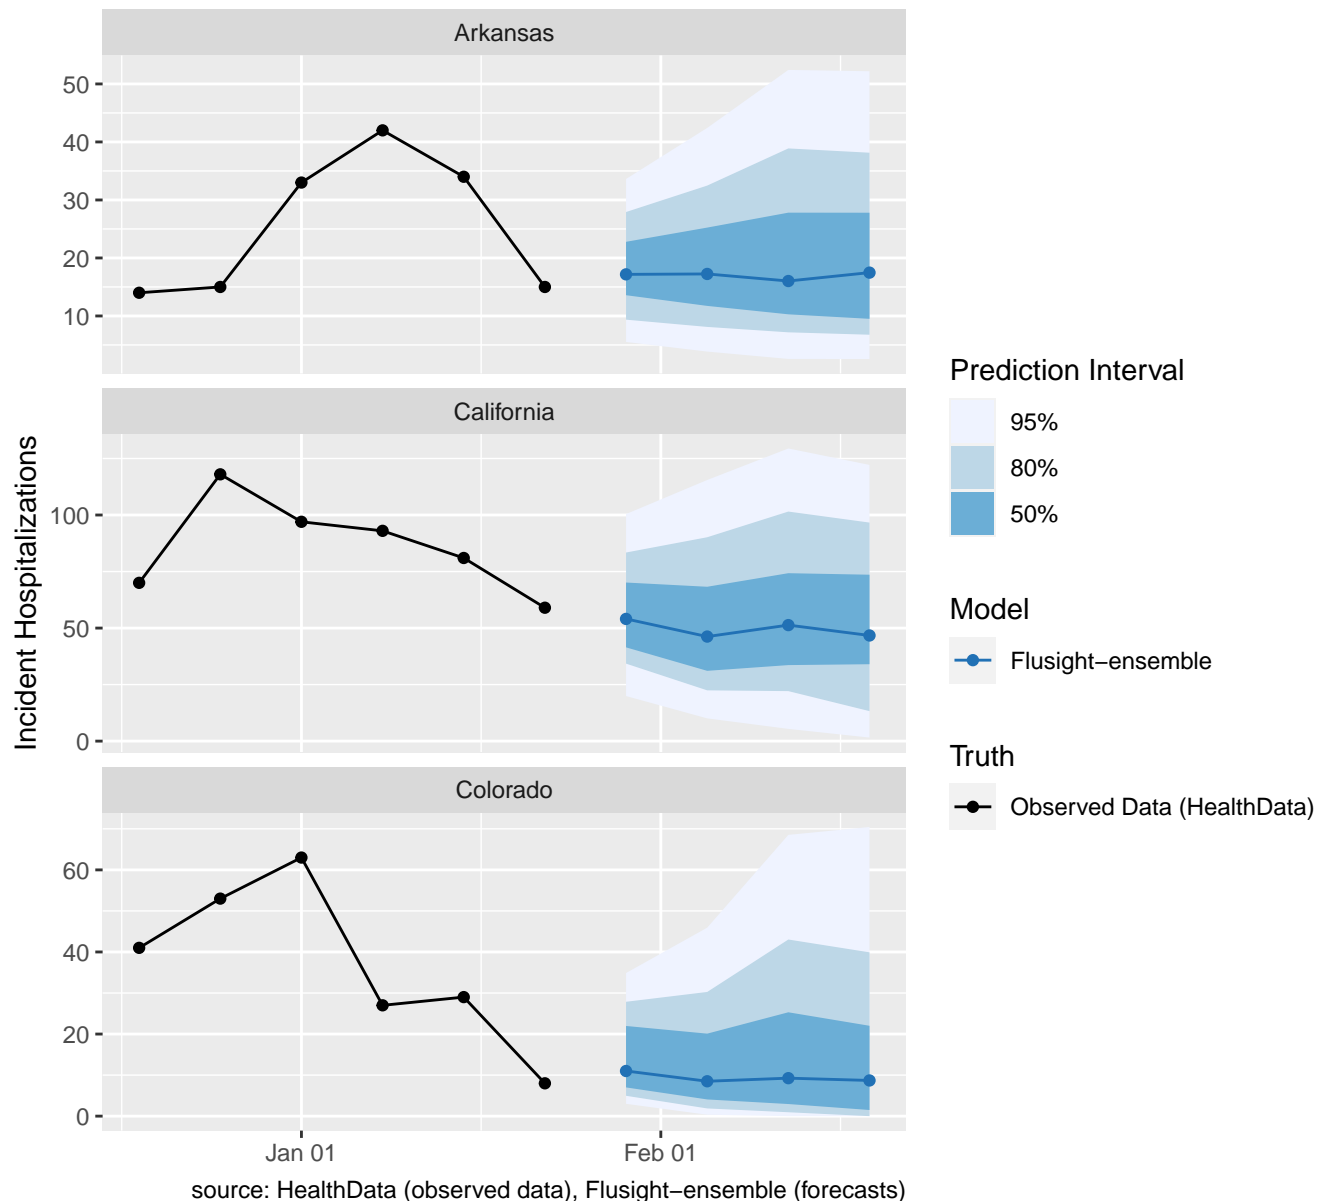 Arkansas
50
40
30
20
10
California
100
50
0
Colorado
60
40
20
0
Jan 01
Feb 01
Incident Hospitalizations
source: HealthData (observed data), Flusight−ensemble (forecasts)
Prediction Interval
95%
80%
50%
Model
Flusight−ensemble
Truth
Observed Data (HealthData)